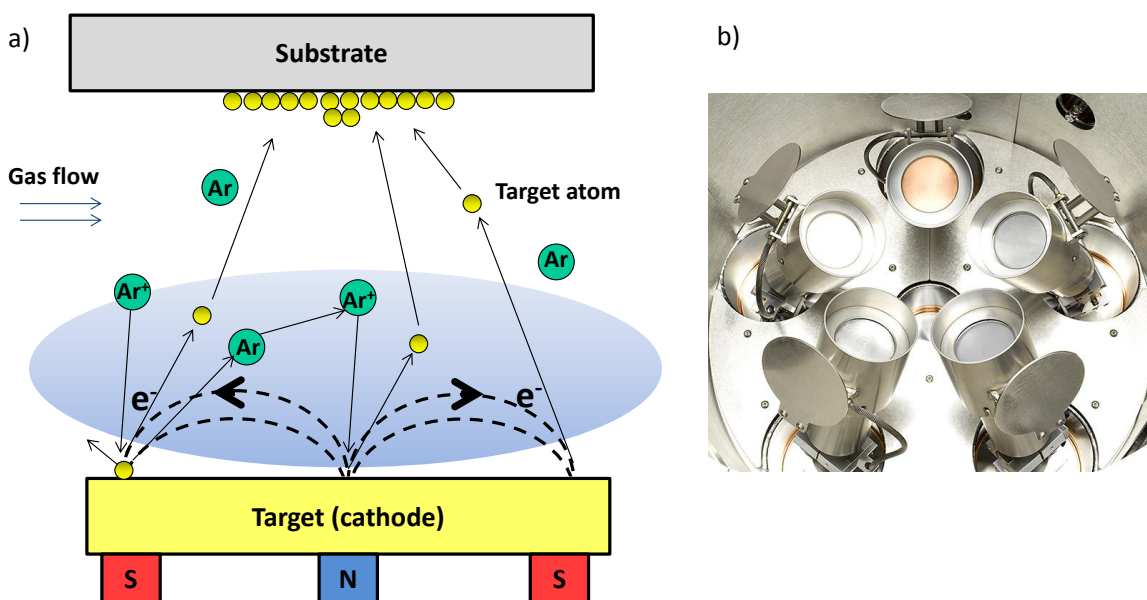 a)
b)
Substrate
Gas flow
Ar
Target atom
Ar
Ar⁺
Ar⁺
Ar
e⁻
e⁻
Target (cathode)
S
N
S